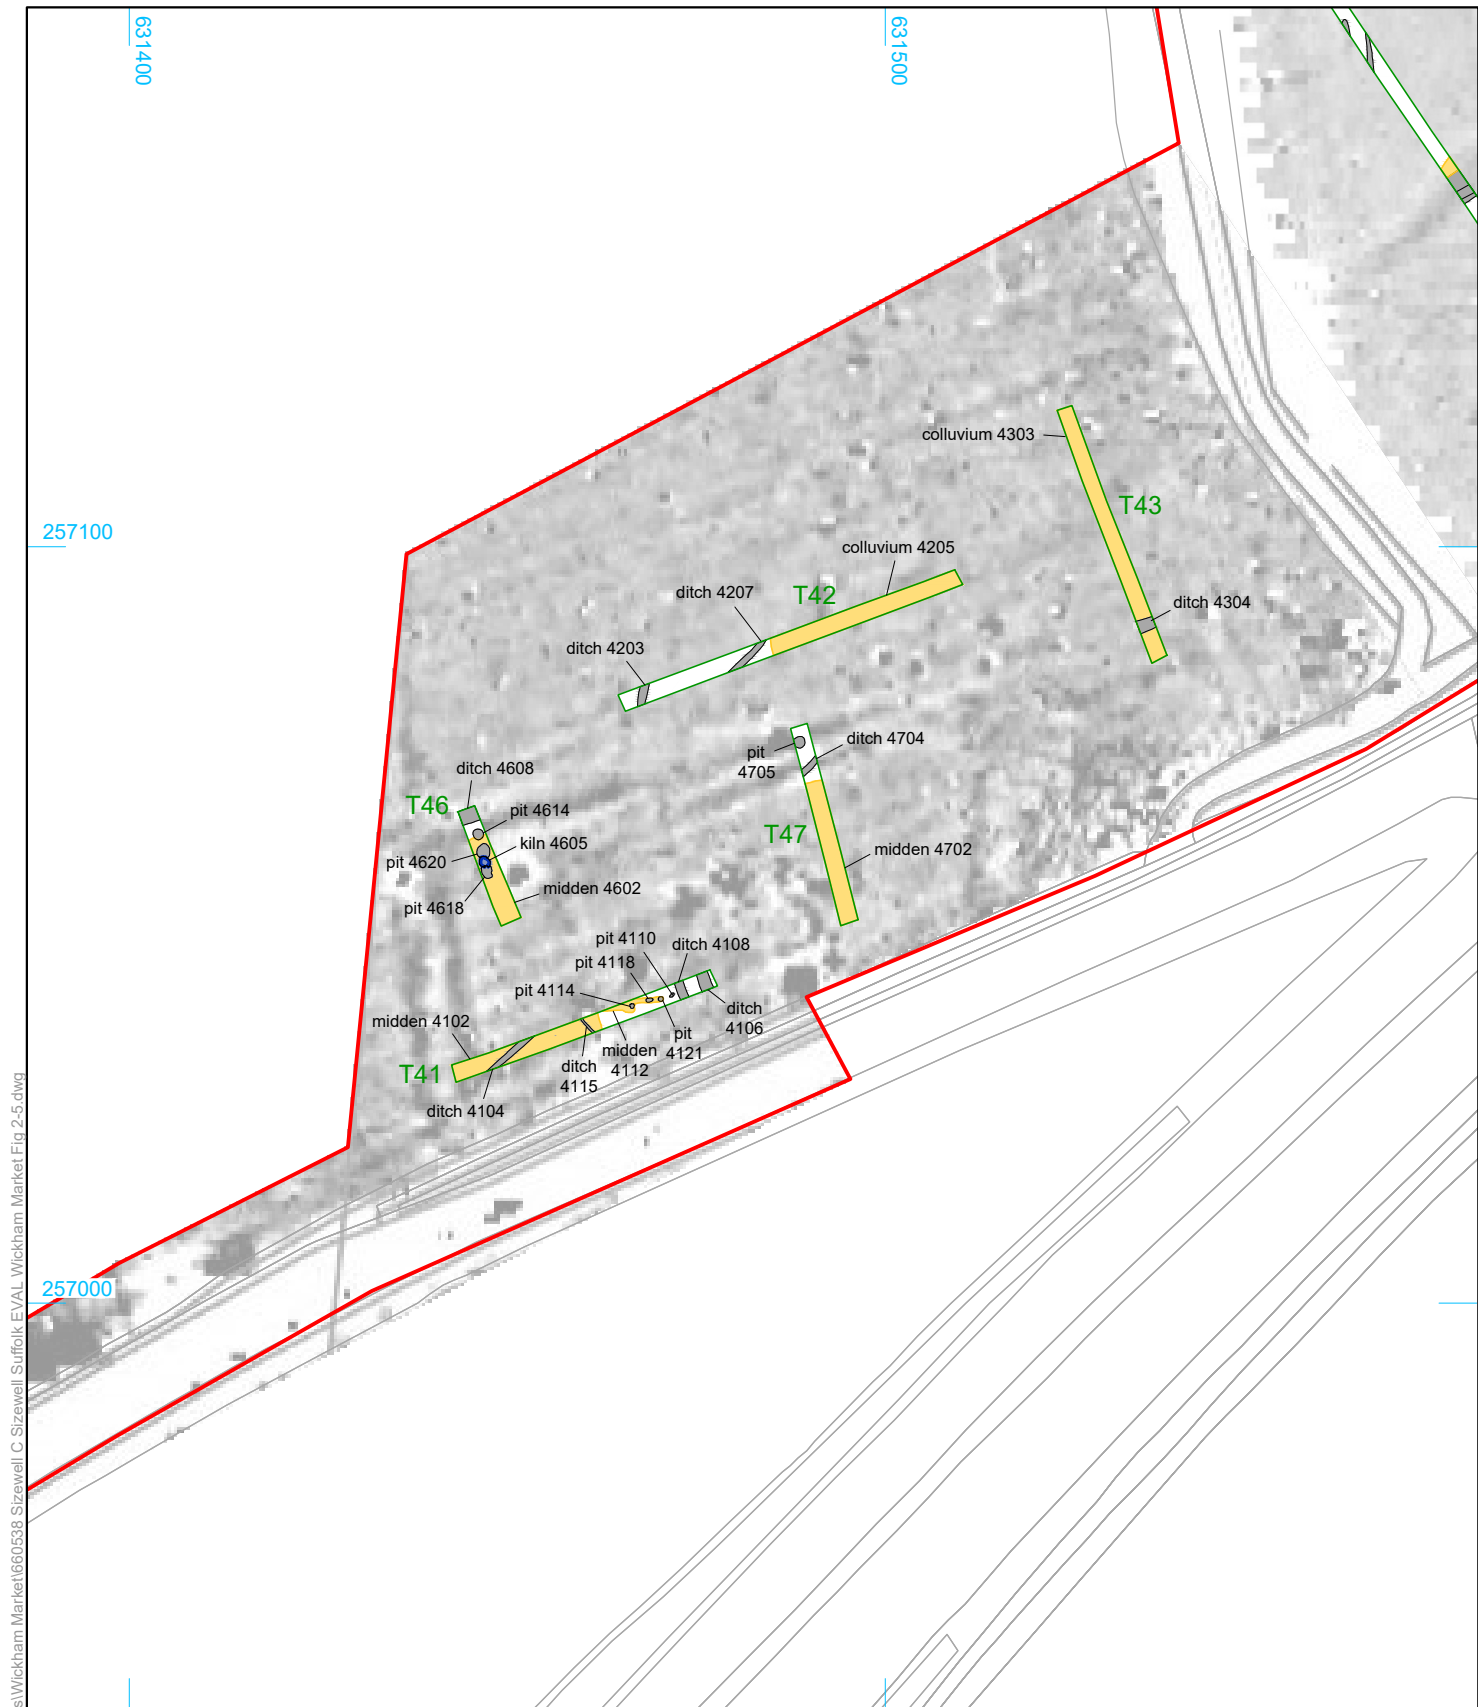 631400
631500
257100
257000
colluvium 4303
T43
colluvium 4205
ditch 4207
T42
ditch 4304
ditch 4203
pit
4705
ditch 4704
ditch 4608
T46
pit 4614
kiln 4605
pit 4620
T47
midden 4702
midden 4602
pit 4618
pit 4110
ditch 4108
pit 4118
pit 4114
ditch
4106
midden 4102
pit
4121
midden
4112
ditch
4115
T41
ditch 4104
s\Wickham Market\660538 Sizewell C Sizewell Suffolk EVAL Wickham Market Fig 2-5.dwg